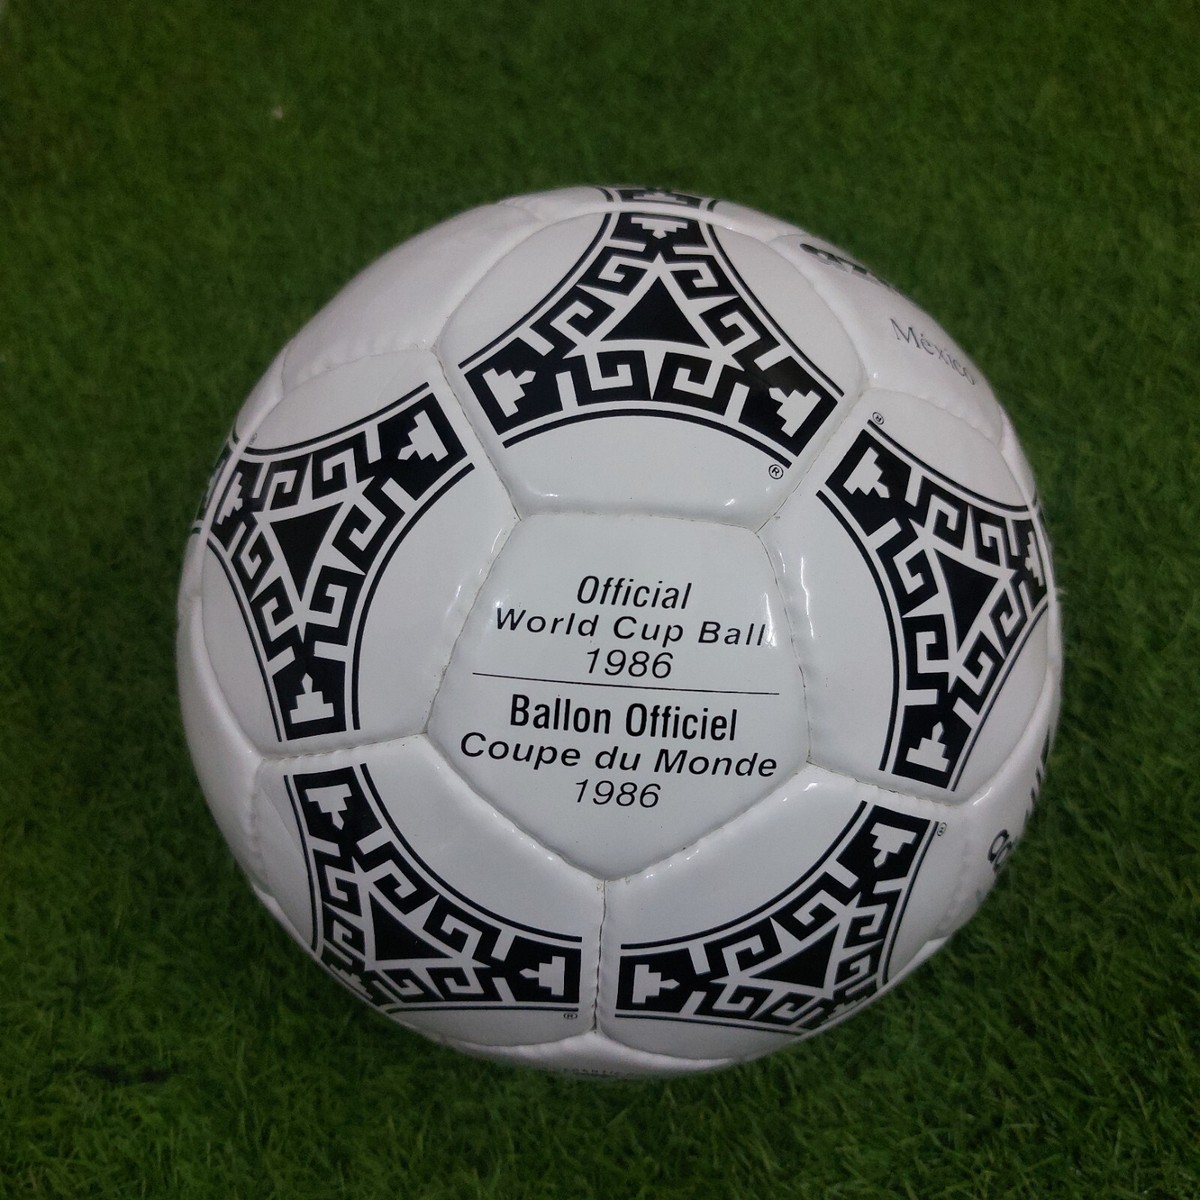 México
Official
World Cup Ball
1986
Ballon Officiel
Coupe du Monde
1986